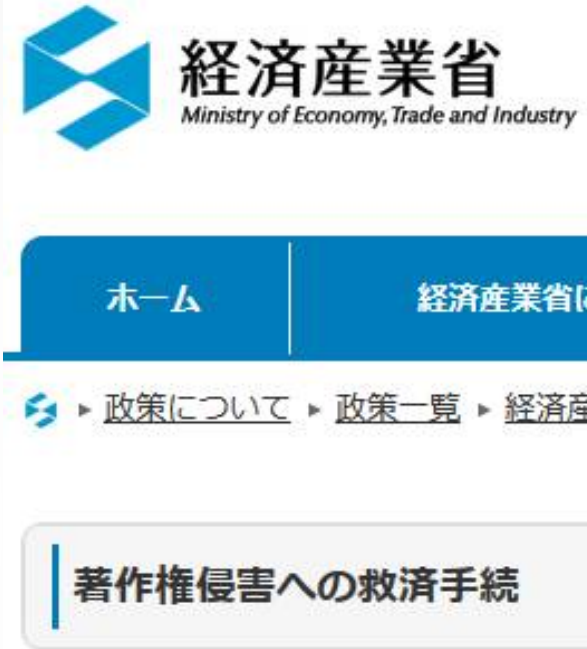 経済産業省
Ministry of Economy, Trade and Industry
ホーム 経済産業省に
政策について 政策一覧 経済産
著作権侵害への救済手続